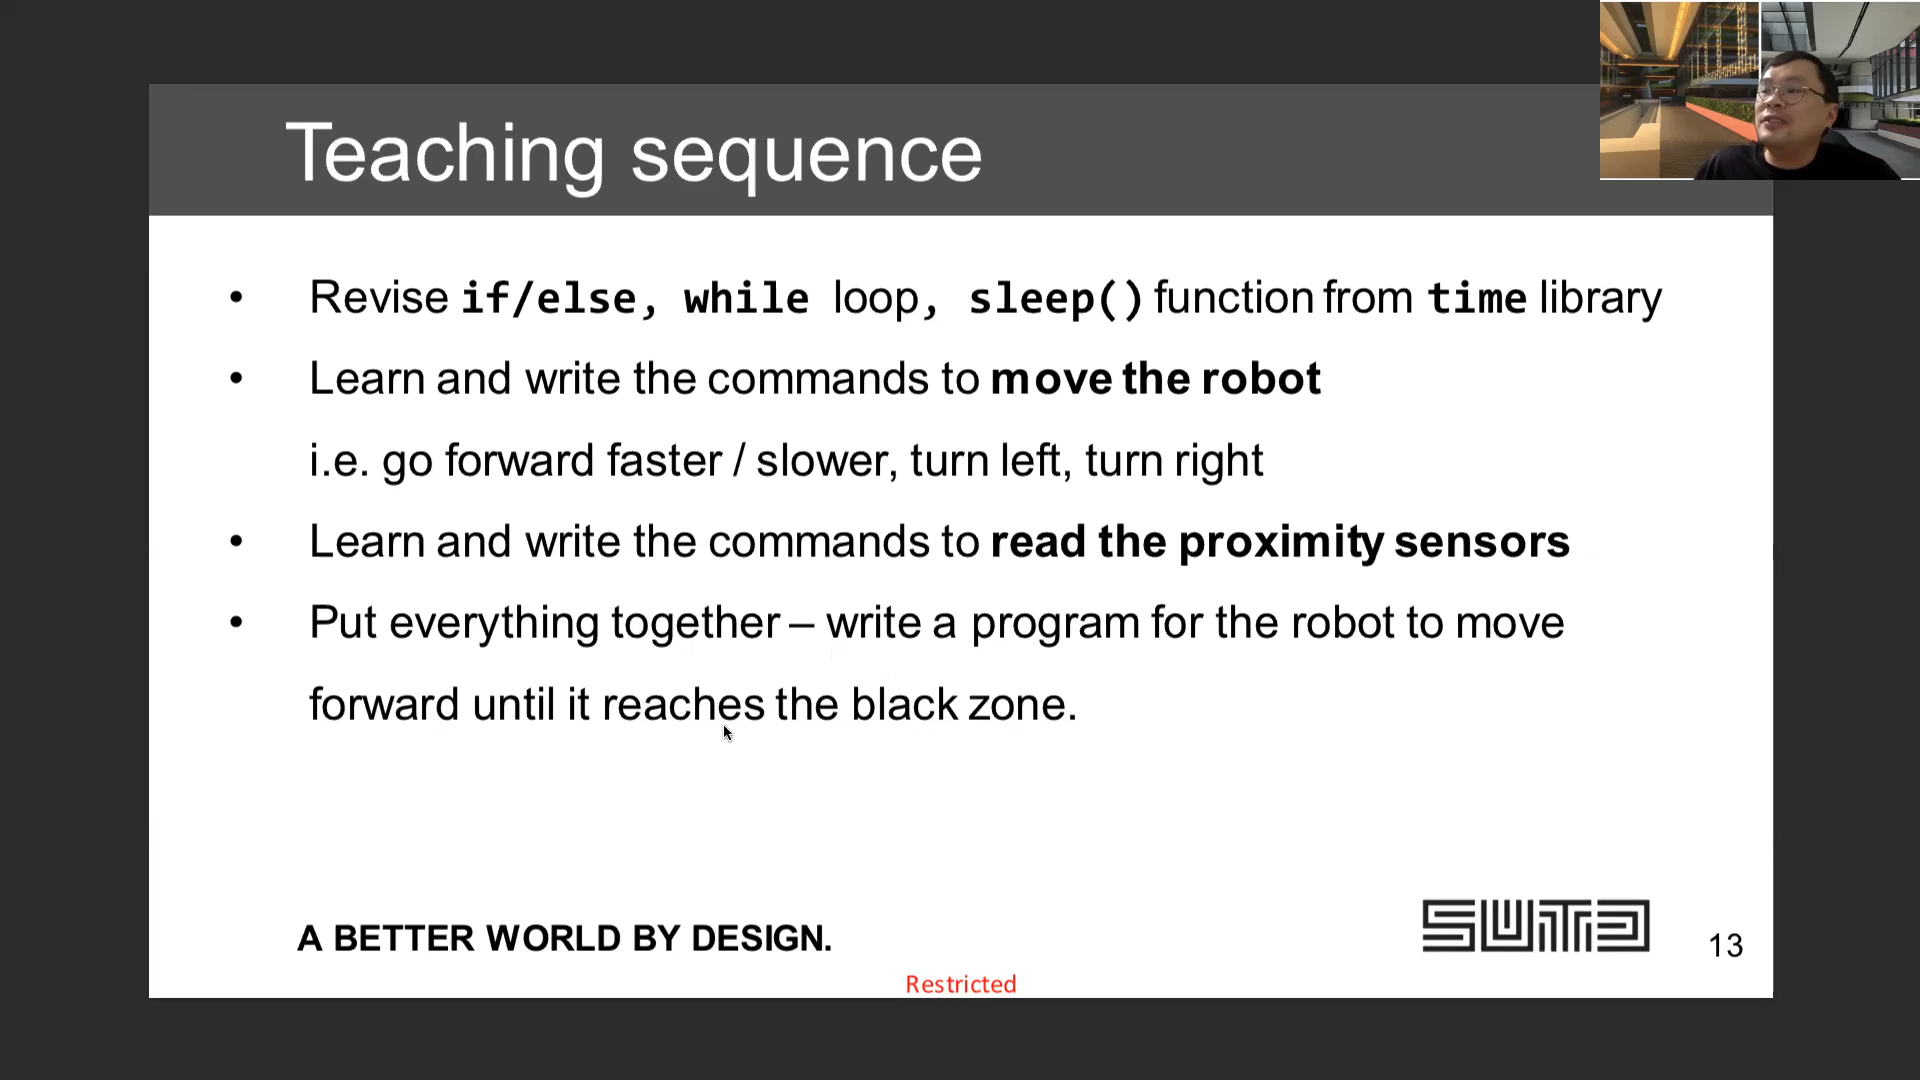 Teaching sequence
• Revise if/else, while loop, sleep() function from time library
• Learn and write the commands to move the robot
i.e. go forward faster / slower, turn left, turn right
• Learn and write the commands to read the proximity sensors
• Put everything together – write a program for the robot to move
forward until it reaches the black zone.
A BETTER WORLD BY DESIGN.
SUTD
13
Restricted